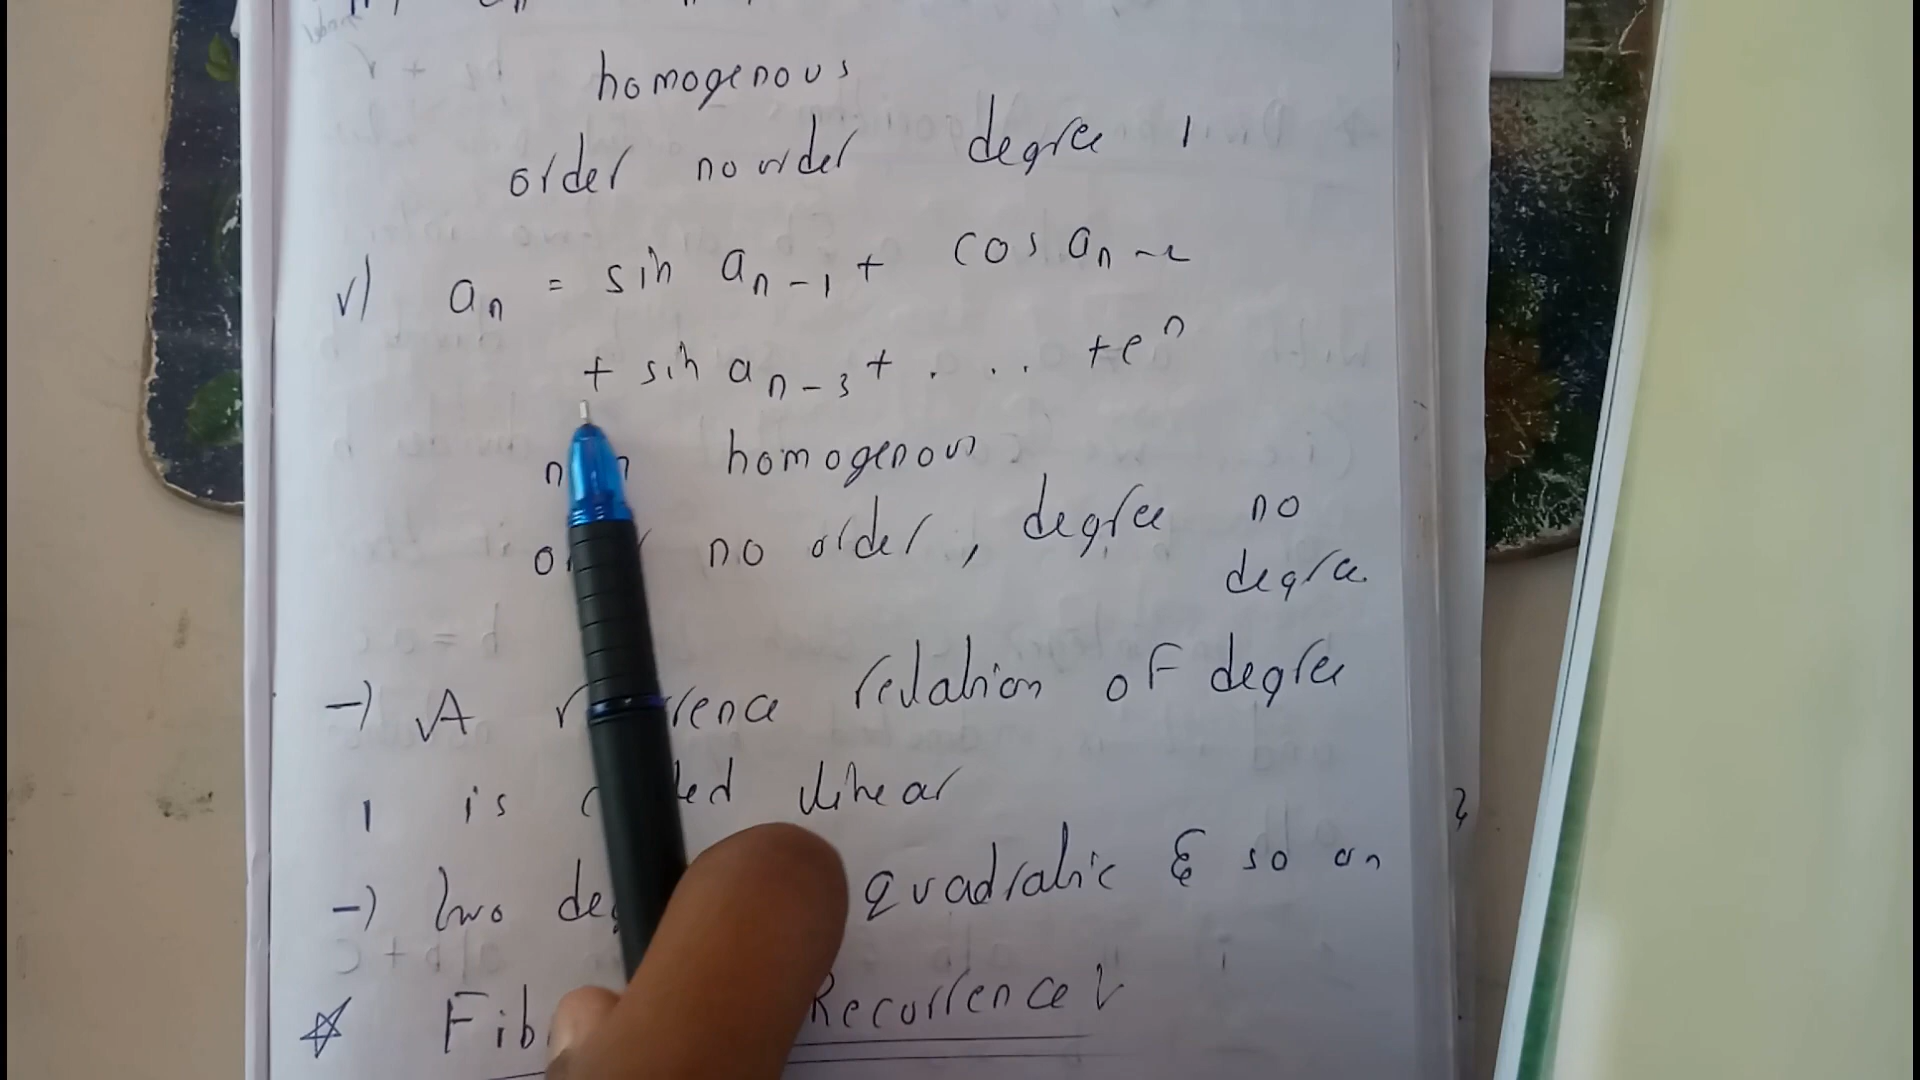 homogenous
order no order degree 1
v) aₙ = sin aₙ₋₁ + cos aₙ₋₂
+ sin aₙ₋₃ + . . . + eⁿ
homogenous
no order, degree no
degree
→ A relation of degree
1 is linear
→ two quadratic & so on
☆ Recurrence